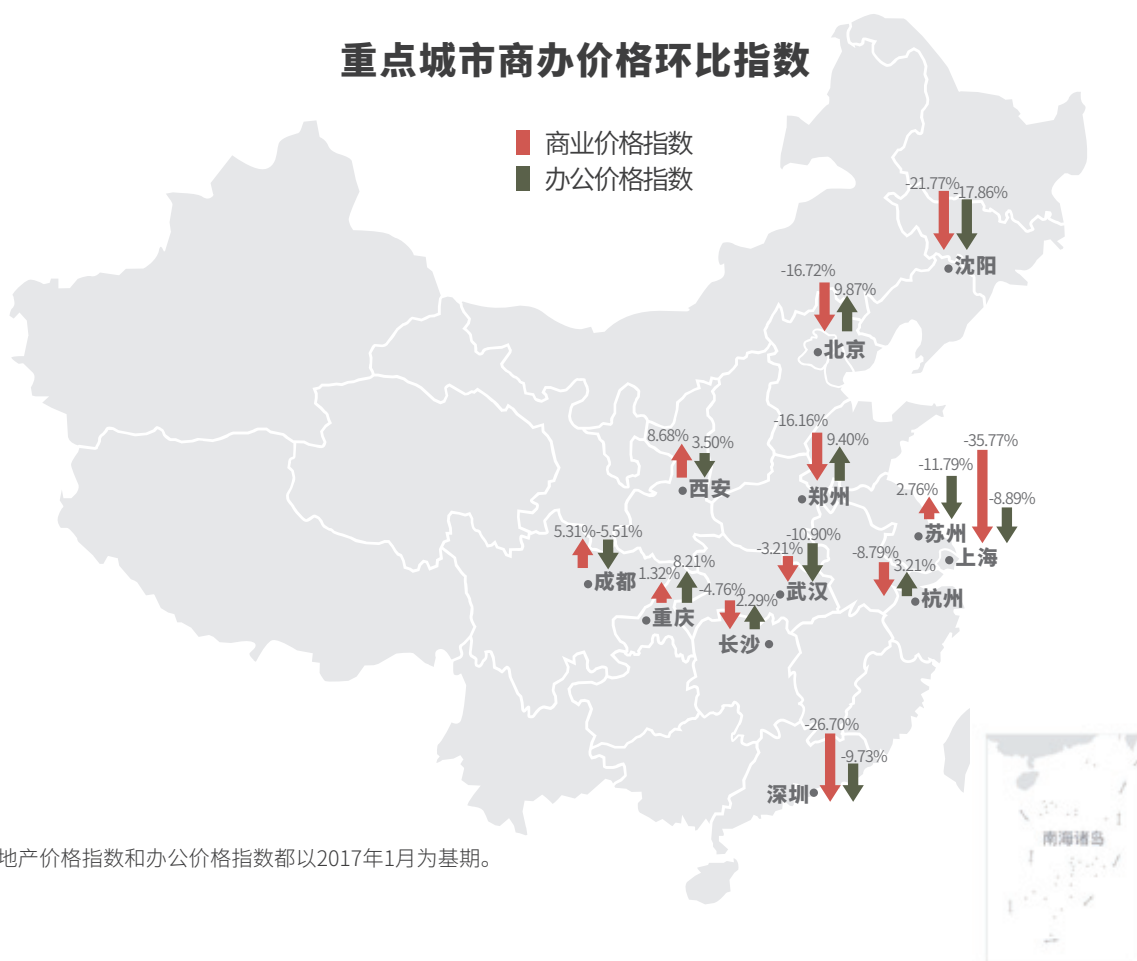 重点城市商办价格环比指数
商业价格指数
办公价格指数
-21.77%
-17.86%
沈阳
-16.72%
9.87%
北京
-16.16%
9.40%
郑州
8.68%
3.50%
西安
-35.77%
-11.79%
2.76%
-8.89%
苏州
上海
5.31%
-5.51%
成都
1.32%
8.21%
重庆
-4.76%
2.29%
长沙
-3.21%
-10.90%
武汉
-8.79%
3.21%
杭州
-26.70%
-9.73%
深圳
南海诸岛
地产价格指数和办公价格指数都以2017年1月为基期。